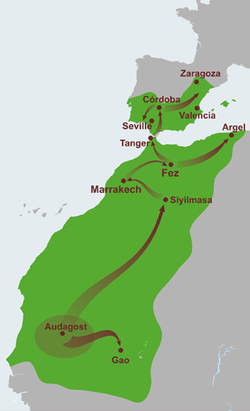 Zaragoza
Córdoba
Valencia
Seville
Argel
Tanger
Fez
Marrakech
Siyilmasa
Audagost
Gao